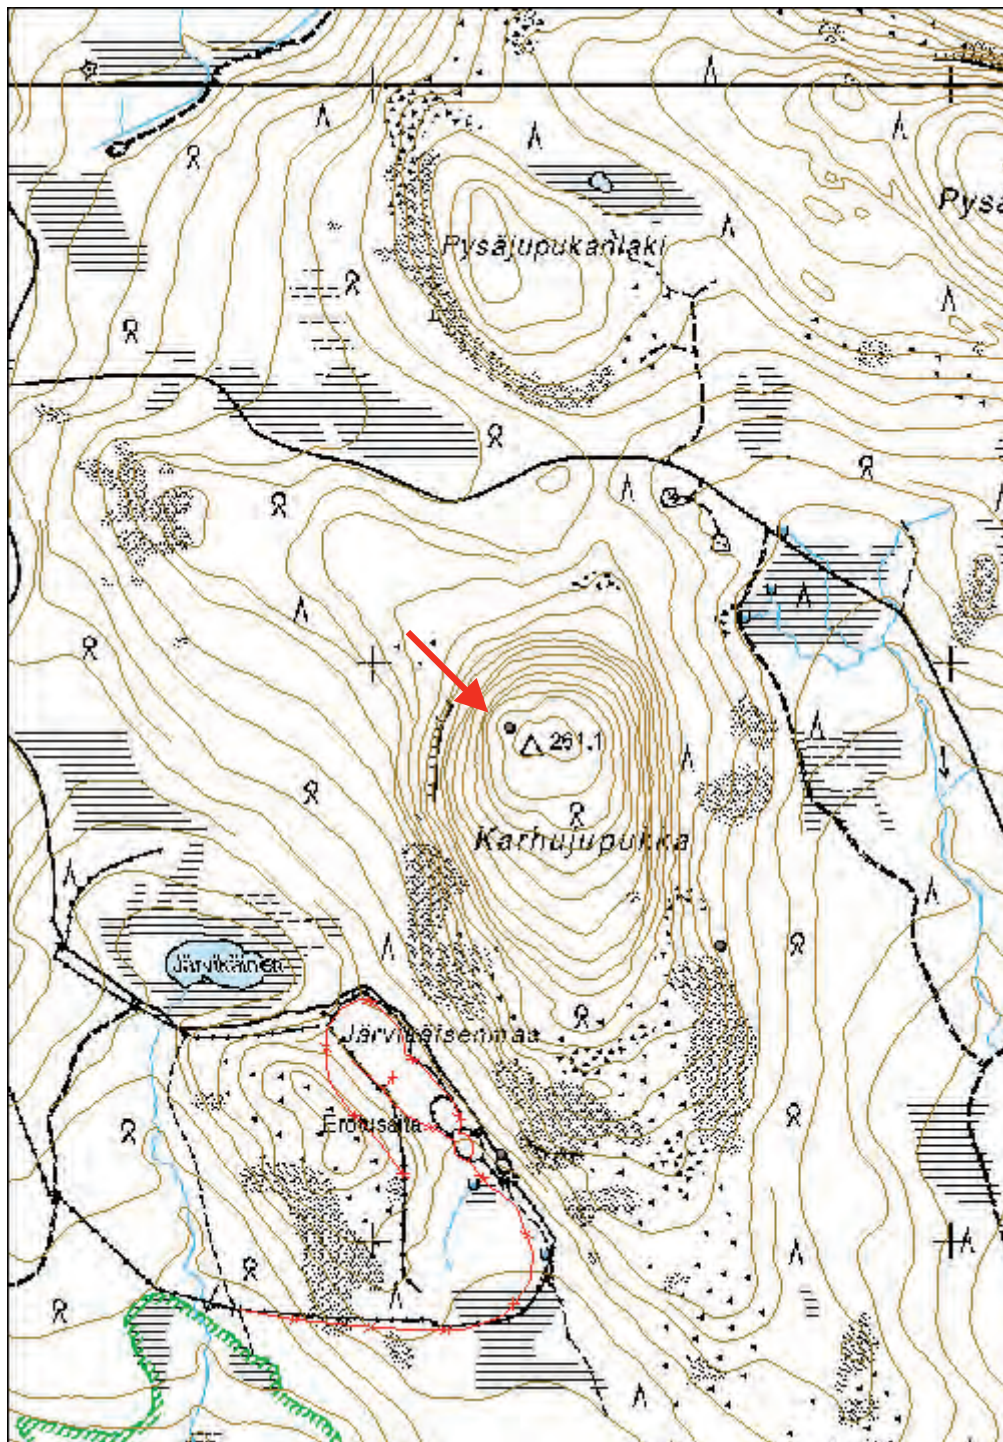 Pysä
Pysäjupukanlaki
261.1
Karhujupukka
Järvikäinen
Järvikäisenmaa
Erotusaita